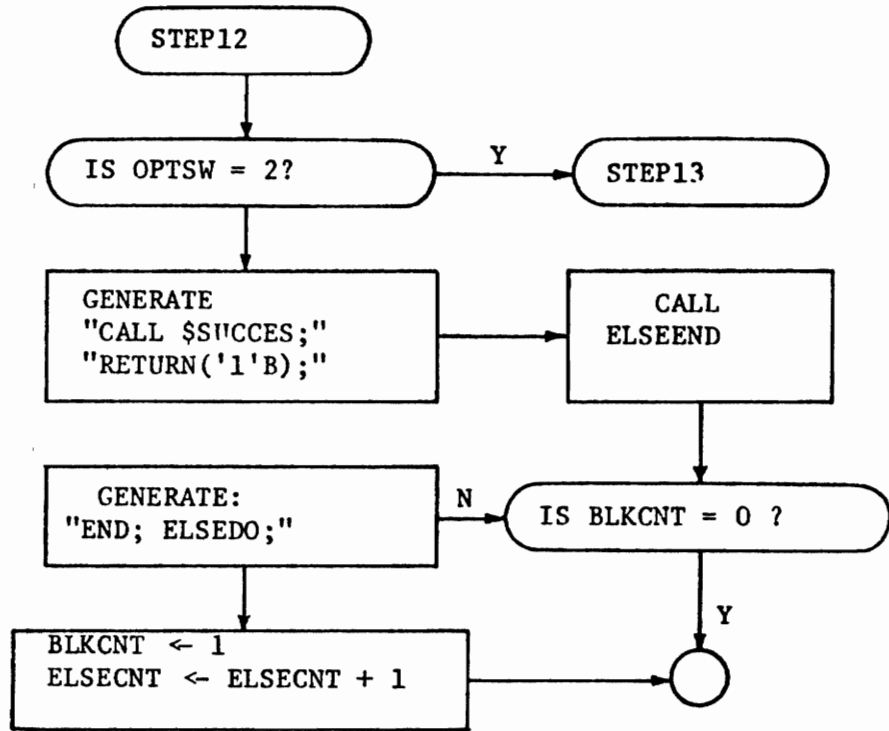 STEP12
IS OPTSW = 2?
Y
STEP13
GENERATE
"CALL $SUCCES;"
"RETURN('1'B);"
CALL
ELSEEND
GENERATE:
"END; ELSEDO;"
N
IS BLKCNT = 0 ?
Y
BLKCNT ← 1
ELSECNT ← ELSECNT + 1